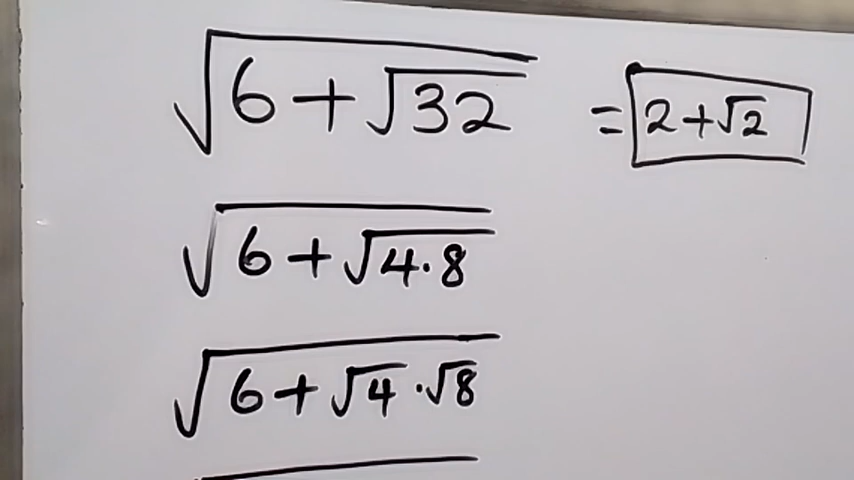 √(6 + √32) = 2 + √2
√(6 + √(4·8))
√(6 + √4 · √8)